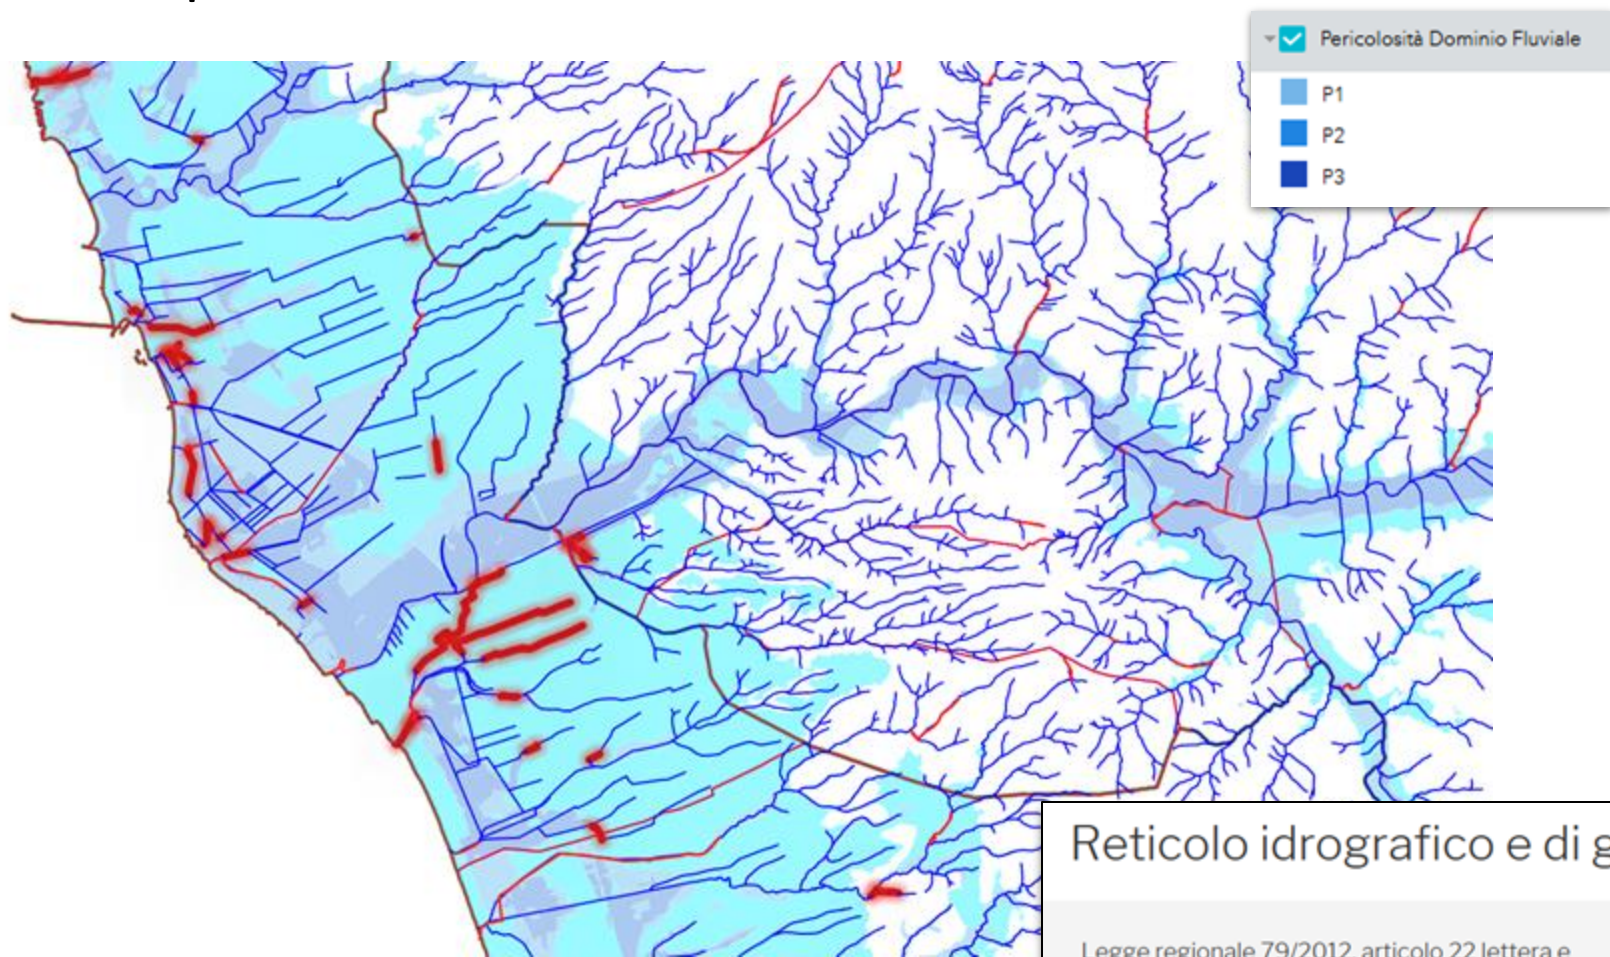 Pericolosità Dominio Fluviale
P1
P2
P3
Reticolo idrografico e di g
Legge regionale 79/2012, articolo 22 lettera e